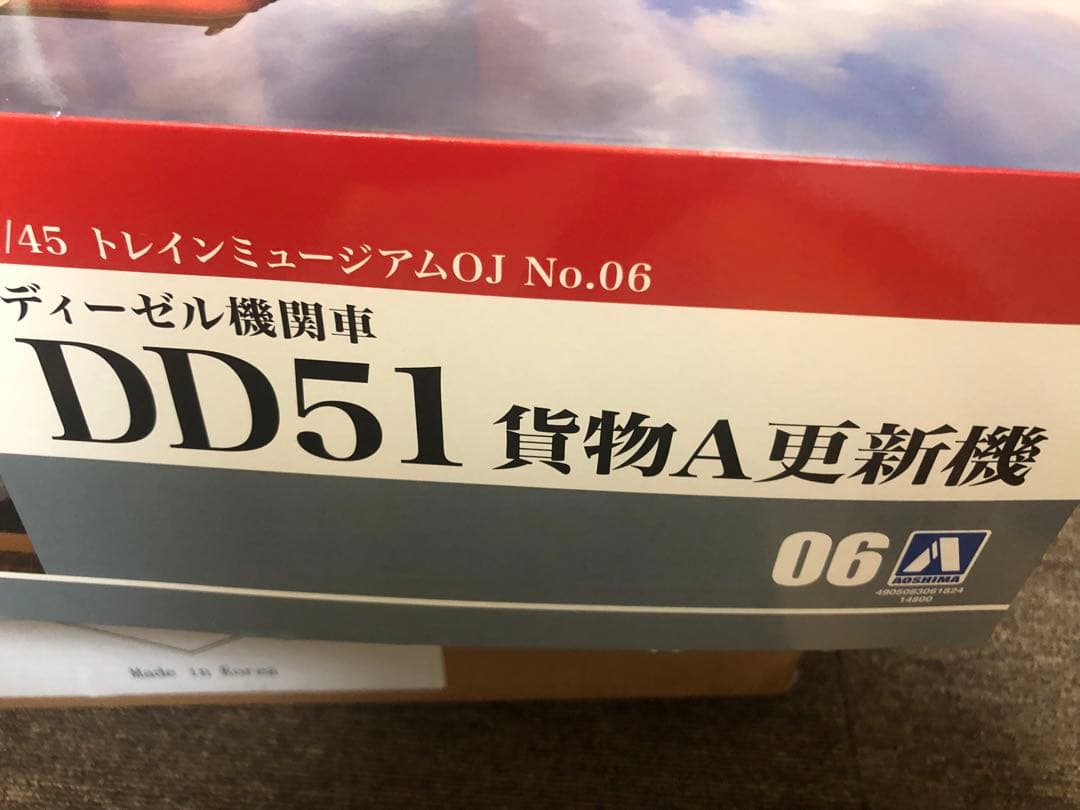 /45 トレインミュージアムOJ No.06
ディーゼル機関車
DD51 貨物A更新機
06
AOSHIMA
4905083061824
14800
Made in Korea